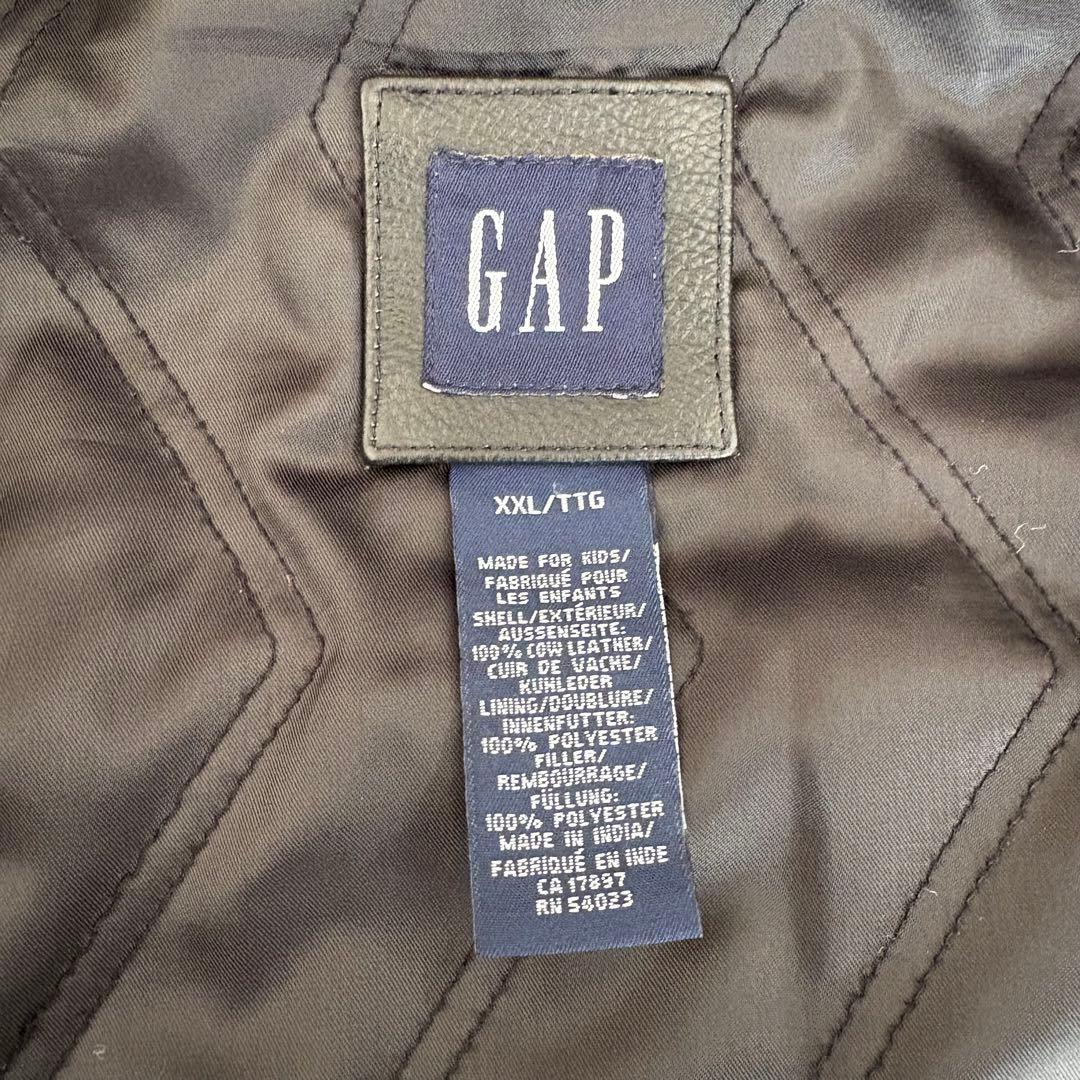 GAP
XXL/TTG
MADE FOR KIDS/
FABRIQUÉ POUR
LES ENFANTS
SHELL/EXTÉRIEUR/
AUSSENSEITE:
100% COW LEATHER/
CUIR DE VACHE/
KUHLEDER
LINING/DOUBLURE/
INNENFUTTER:
100% POLYESTER
FILLER/
REMBOURRAGE/
FÜLLUNG:
100% POLYESTER
MADE IN INDIA/
FABRIQUÉ EN INDE
CA 17897
RN 54023